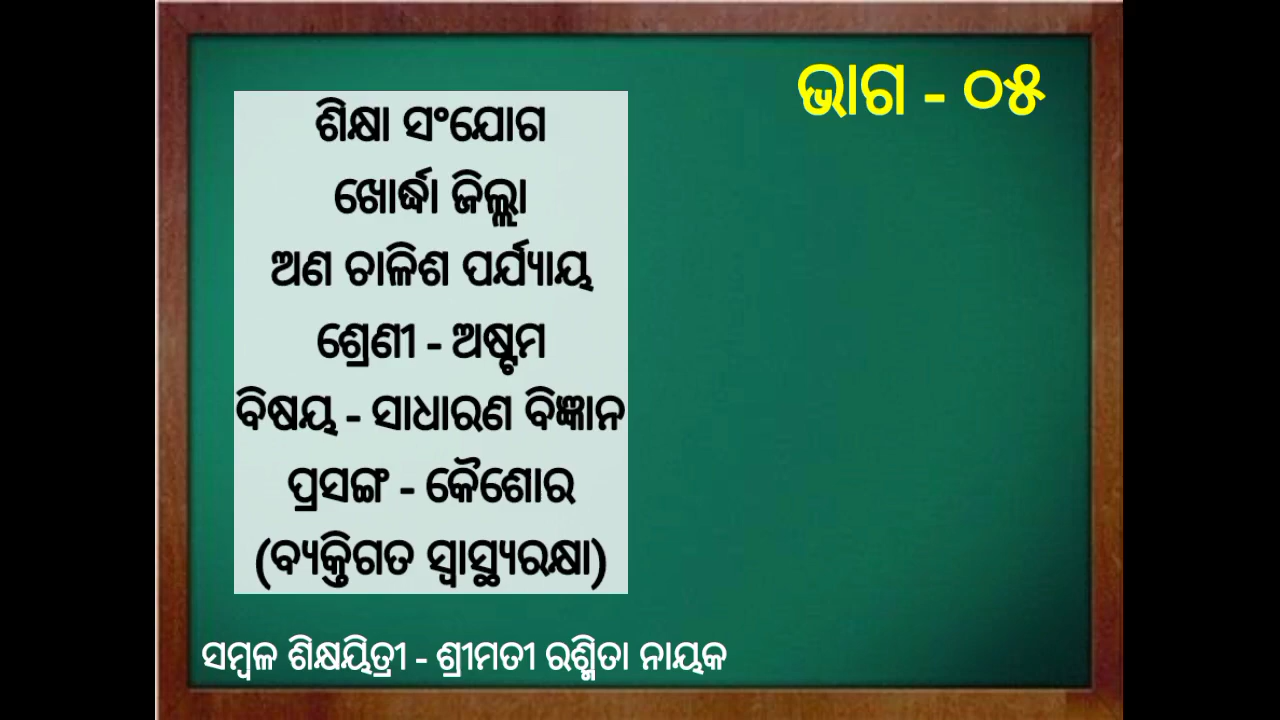 ଭାଗ - ୦୫
ଶିକ୍ଷା ସଂଯୋଗ
ଖୋର୍ଦ୍ଧା ଜିଲ୍ଲା
ଅଣ ଚାଳିଶ ପର୍ଯ୍ୟାୟ
ଶ୍ରେଣୀ - ଅଷ୍ଟମ
ବିଷୟ - ସାଧାରଣ ବିଜ୍ଞାନ
ପ୍ରସଙ୍ଗ - କୈଶୋର
(ବ୍ୟକ୍ତିଗତ ସ୍ୱାସ୍ଥ୍ୟରକ୍ଷା)
ସମ୍ବଳ ଶିକ୍ଷୟିତ୍ରୀ - ଶ୍ରୀମତୀ ରଶ୍ମିତା ନାୟକ